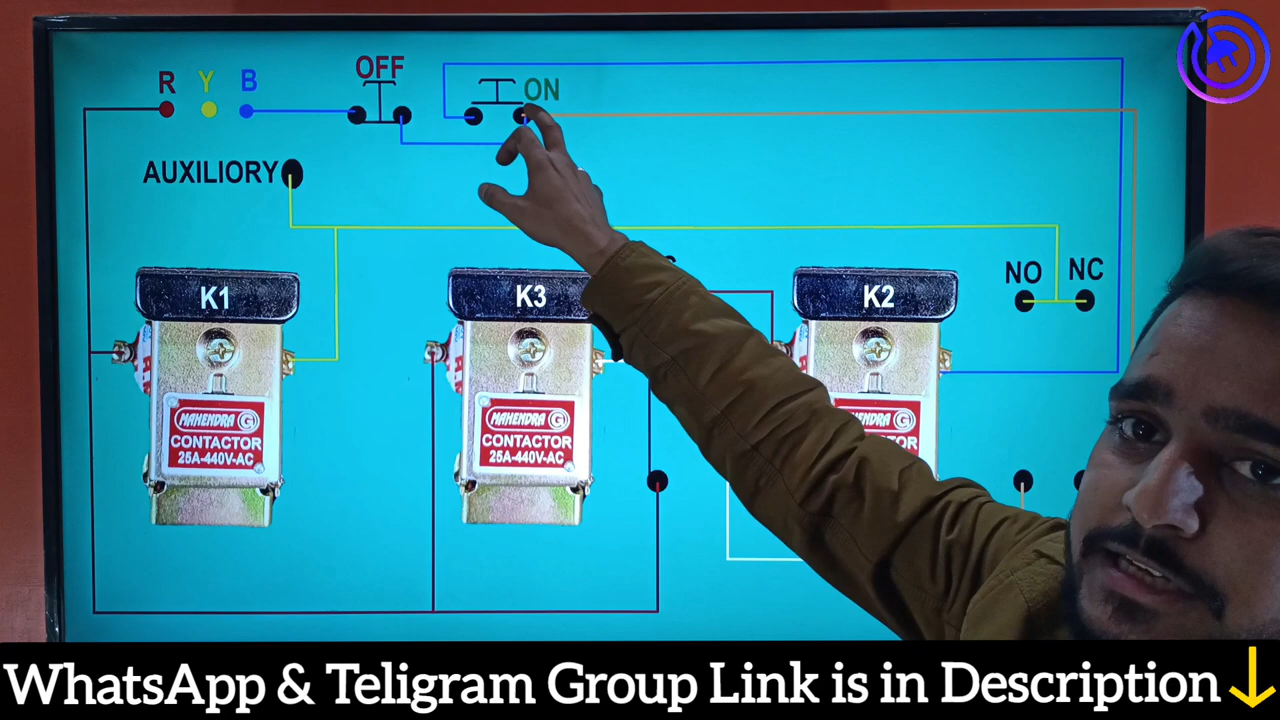 R Y B
OFF
ON
AUXILIORY
K1
K3
K2
NO NC
MAHENDRA G
CONTACTOR
25A-440V-AC
MAHENDRA G
CONTACTOR
25A-440V-AC
MAHENDRA G
WhatsApp & Teligram Group Link is in Description